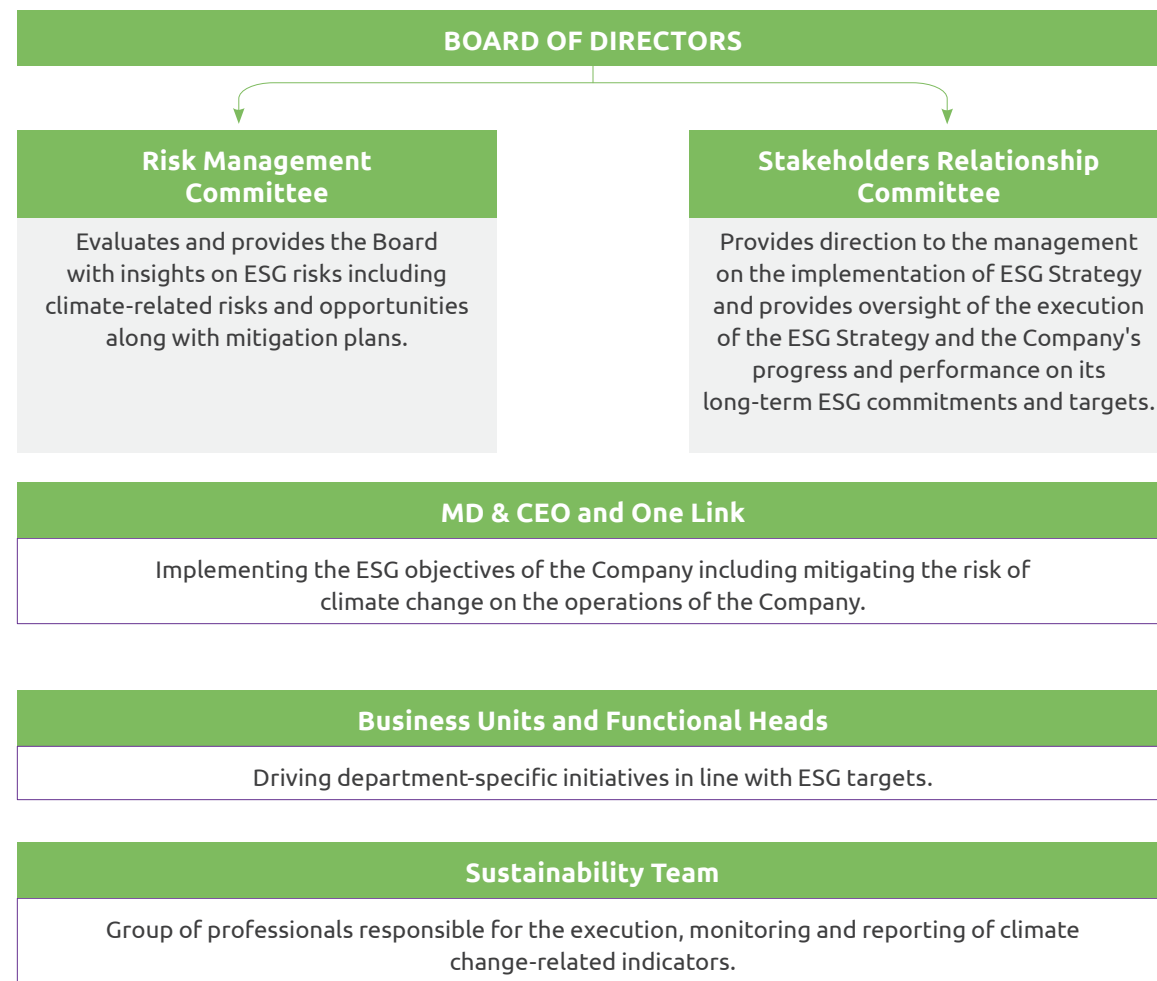 BOARD OF DIRECTORS
Risk Management
Committee
Evaluates and provides the Board
with insights on ESG risks including
climate-related risks and opportunities
along with mitigation plans.
Stakeholders Relationship
Committee
Provides direction to the management
on the implementation of ESG Strategy
and provides oversight of the execution
of the ESG Strategy and the Company's
progress and performance on its
long-term ESG commitments and targets.
MD & CEO and One Link
Implementing the ESG objectives of the Company including mitigating the risk of
climate change on the operations of the Company.
Business Units and Functional Heads
Driving department-specific initiatives in line with ESG targets.
Sustainability Team
Group of professionals responsible for the execution, monitoring and reporting of climate
change-related indicators.